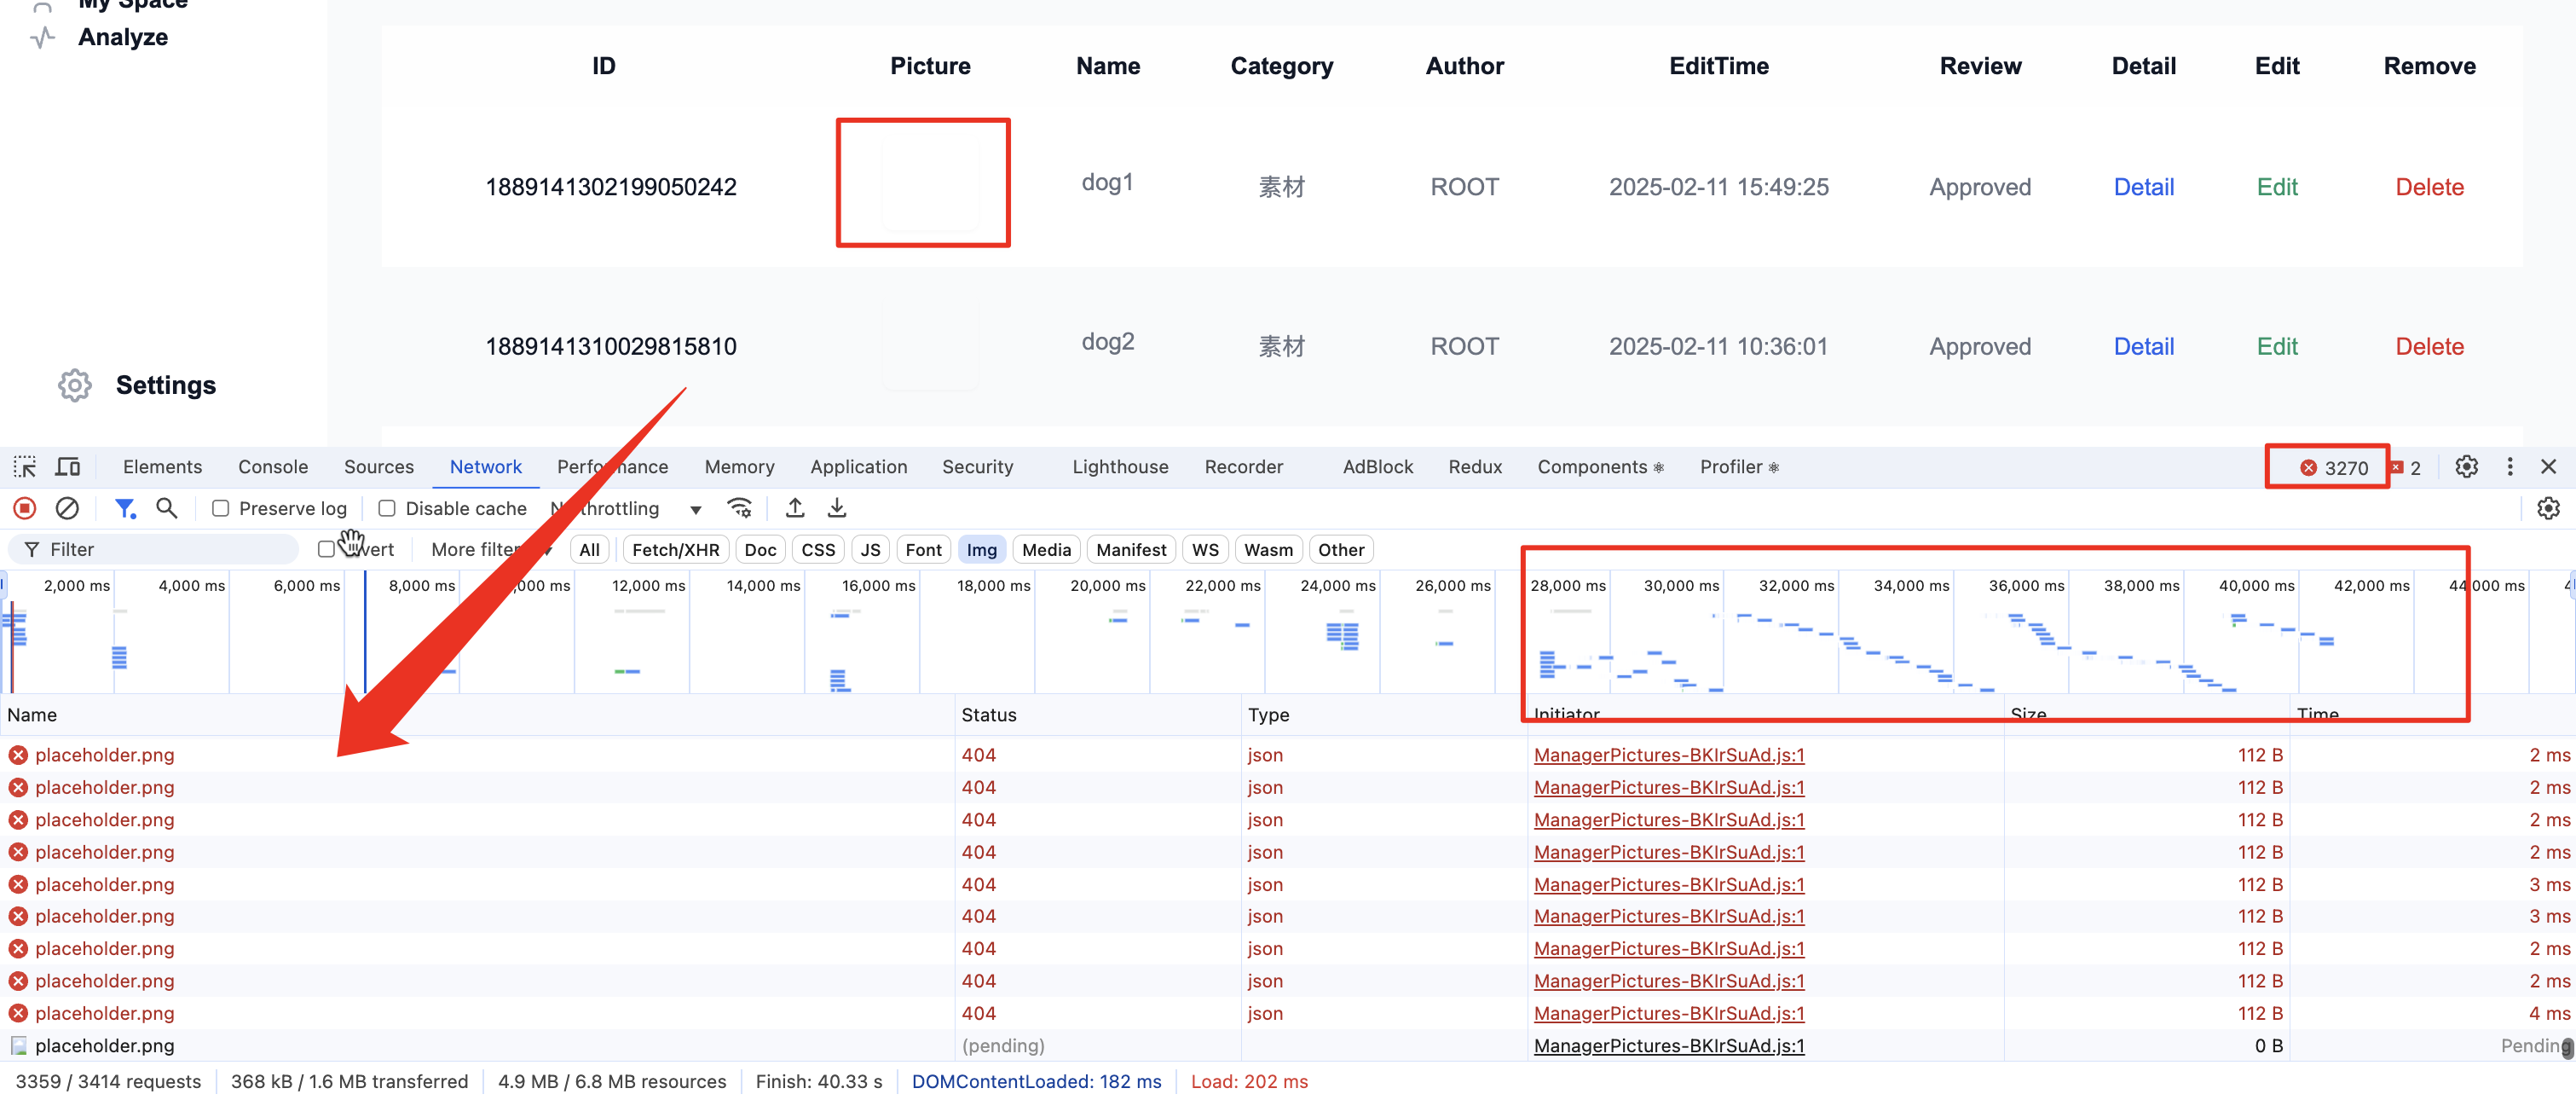 My Space
Analyze
ID Picture Name Category Author EditTime Review Detail Edit Remove
1889141302199050242 dog1 素材 ROOT 2025-02-11 15:49:25 Approved Detail Edit Delete
1889141310029815810 dog2 素材 ROOT 2025-02-11 10:36:01 Approved Detail Edit Delete
Settings
Elements Console Sources Network Performance Memory Application Security Lighthouse Recorder AdBlock Redux Components Profiler 3270 2
Preserve log Disable cache throttling
Filter More filter All Fetch/XHR Doc CSS JS Font Img Media Manifest WS Wasm Other
2,000 ms 4,000 ms 6,000 ms 8,000 ms ms 12,000 ms 14,000 ms 16,000 ms 18,000 ms 20,000 ms 22,000 ms 24,000 ms 26,000 ms 28,000 ms 30,000 ms 32,000 ms 34,000 ms 36,000 ms 38,000 ms 40,000 ms 42,000 ms 44,000 ms
Name Status Type Initiator Size Time
placeholder.png 404 json ManagerPictures-BKIrSuAd.js:1 112 B 2 ms
placeholder.png 404 json ManagerPictures-BKIrSuAd.js:1 112 B 2 ms
placeholder.png 404 json ManagerPictures-BKIrSuAd.js:1 112 B 2 ms
placeholder.png 404 json ManagerPictures-BKIrSuAd.js:1 112 B 2 ms
placeholder.png 404 json ManagerPictures-BKIrSuAd.js:1 112 B 3 ms
placeholder.png 404 json ManagerPictures-BKIrSuAd.js:1 112 B 3 ms
placeholder.png 404 json ManagerPictures-BKIrSuAd.js:1 112 B 2 ms
placeholder.png 404 json ManagerPictures-BKIrSuAd.js:1 112 B 2 ms
placeholder.png 404 json ManagerPictures-BKIrSuAd.js:1 112 B 4 ms
placeholder.png (pending) ManagerPictures-BKIrSuAd.js:1 0 B Pending
3359 / 3414 requests 368 kB / 1.6 MB transferred 4.9 MB / 6.8 MB resources Finish: 40.33 s DOMContentLoaded: 182 ms Load: 202 ms